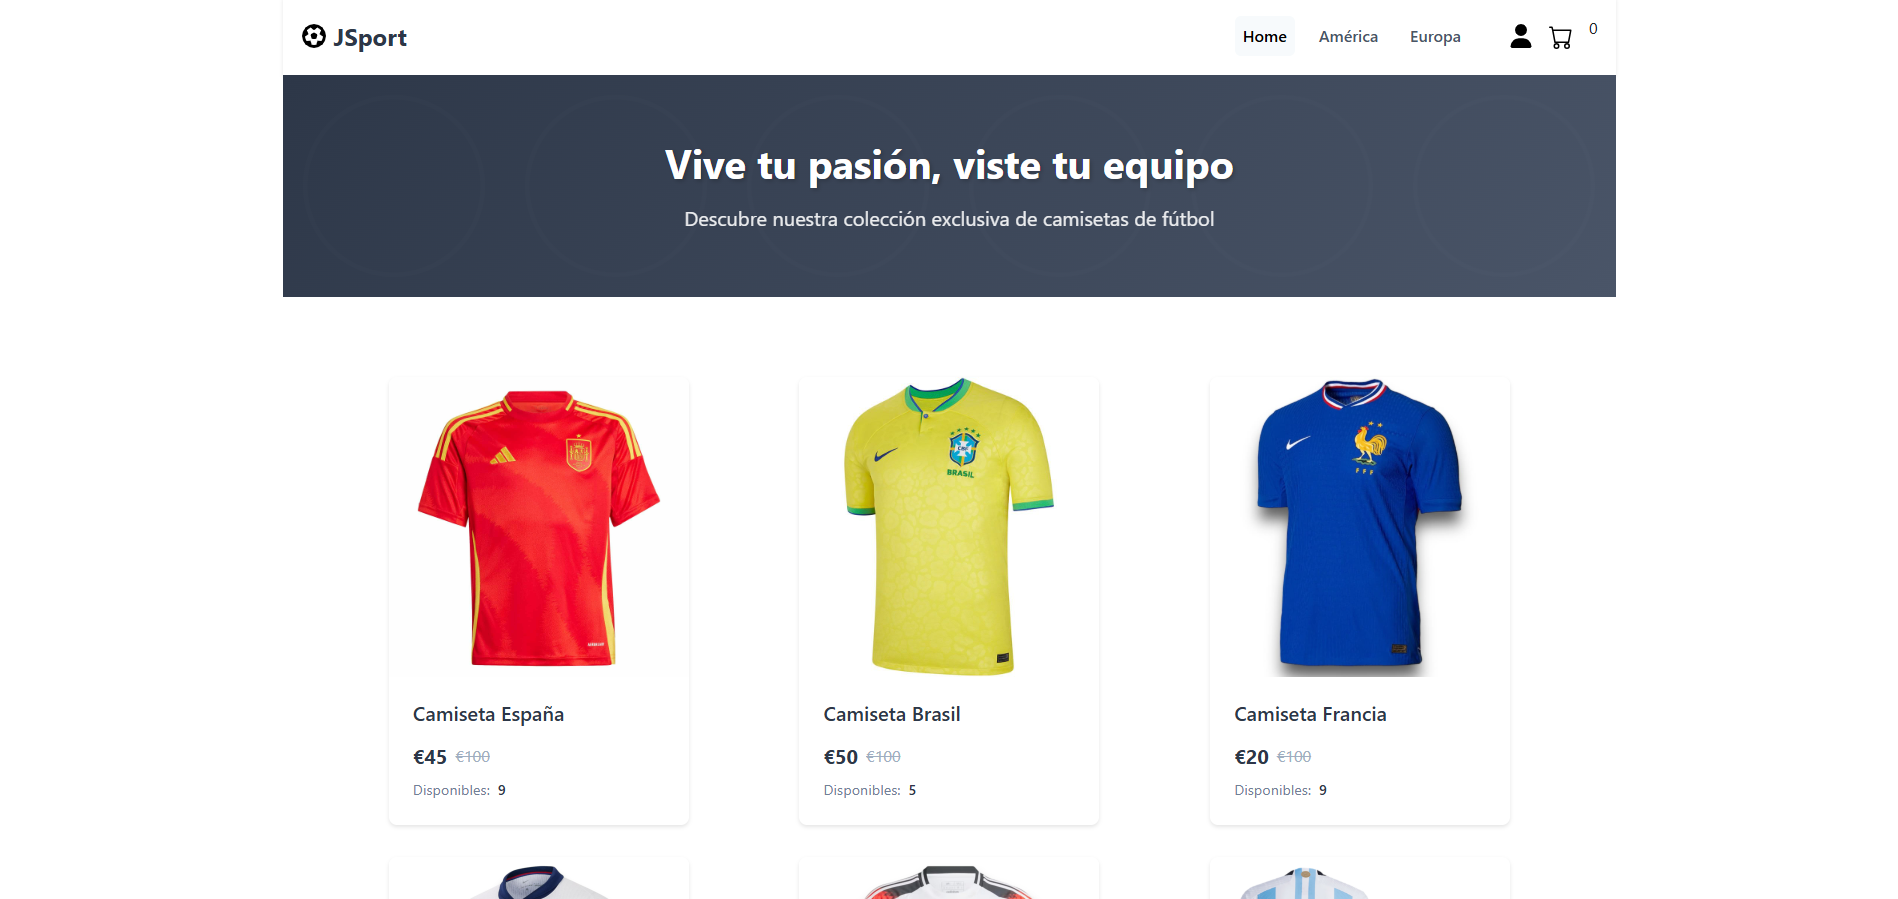 JSport
Home América Europa 0
Vive tu pasión, viste tu equipo
Descubre nuestra colección exclusiva de camisetas de fútbol
BRASIL
F F F
Camiseta España
€45 €100
Disponibles: 9
Camiseta Brasil
€50 €100
Disponibles: 5
Camiseta Francia
€20 €100
Disponibles: 9